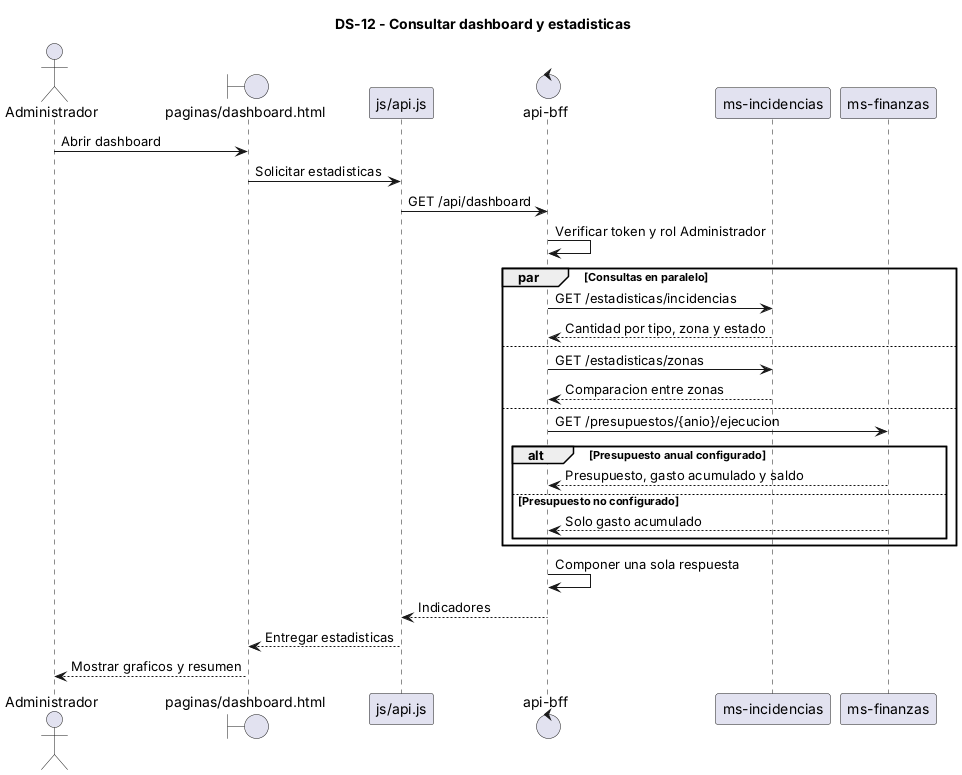 DS-12 - Consultar dashboard y estadisticas
Administrador
paginas/dashboard.html
js/api.js
api-bff
ms-incidencias
ms-finanzas
Abrir dashboard
Solicitar estadisticas
GET /api/dashboard
Verificar token y rol Administrador
par
[Consultas en paralelo]
GET /estadisticas/incidencias
Cantidad por tipo, zona y estado
GET /estadisticas/zonas
Comparacion entre zonas
GET /presupuestos/{anio}/ejecucion
alt
[Presupuesto anual configurado]
Presupuesto, gasto acumulado y saldo
[Presupuesto no configurado]
Solo gasto acumulado
Componer una sola respuesta
Indicadores
Entregar estadisticas
Mostrar graficos y resumen
Administrador
paginas/dashboard.html
js/api.js
api-bff
ms-incidencias
ms-finanzas